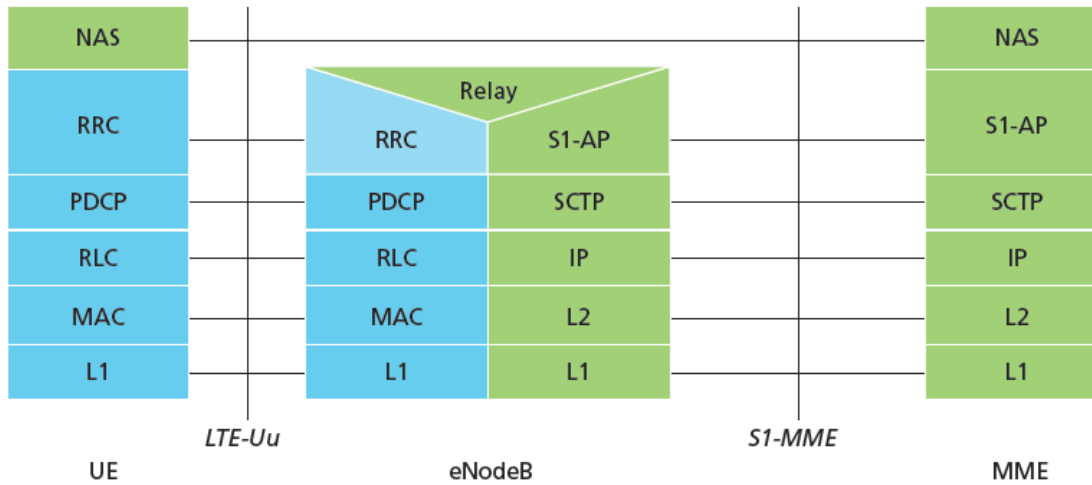 NAS
NAS
Relay
RRC
RRC
S1-AP
S1-AP
PDCP
PDCP
SCTP
SCTP
RLC
RLC
IP
IP
MAC
MAC
L2
L2
L1
L1
L1
L1
LTE-Uu
S1-MME
UE
eNodeB
MME